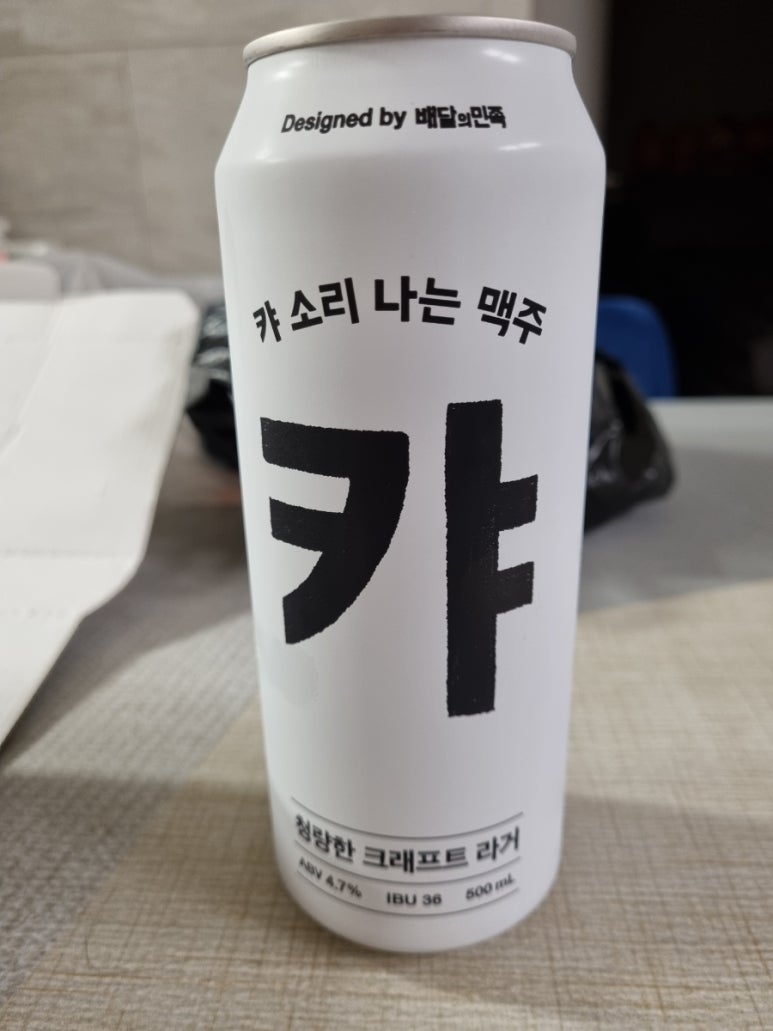 Designed by 배달의민족
캬 소리 나는 맥주
캬
청량한 크래프트 라거
ABV 4.7% IBU 36 500 mL